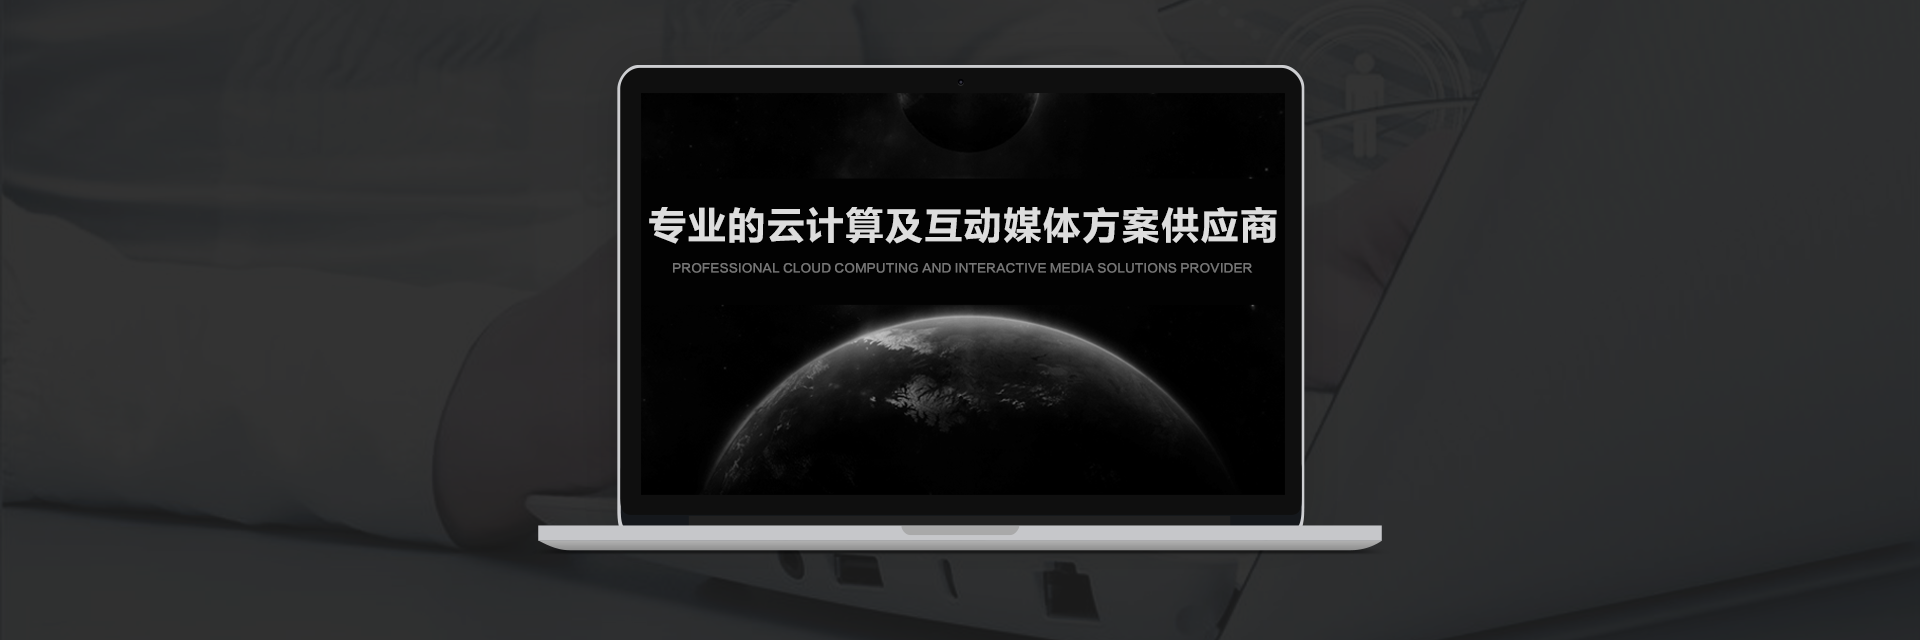 专业的云计算及互动媒体方案供应商
PROFESSIONAL CLOUD COMPUTING AND INTERACTIVE MEDIA SOLUTIONS PROVIDER